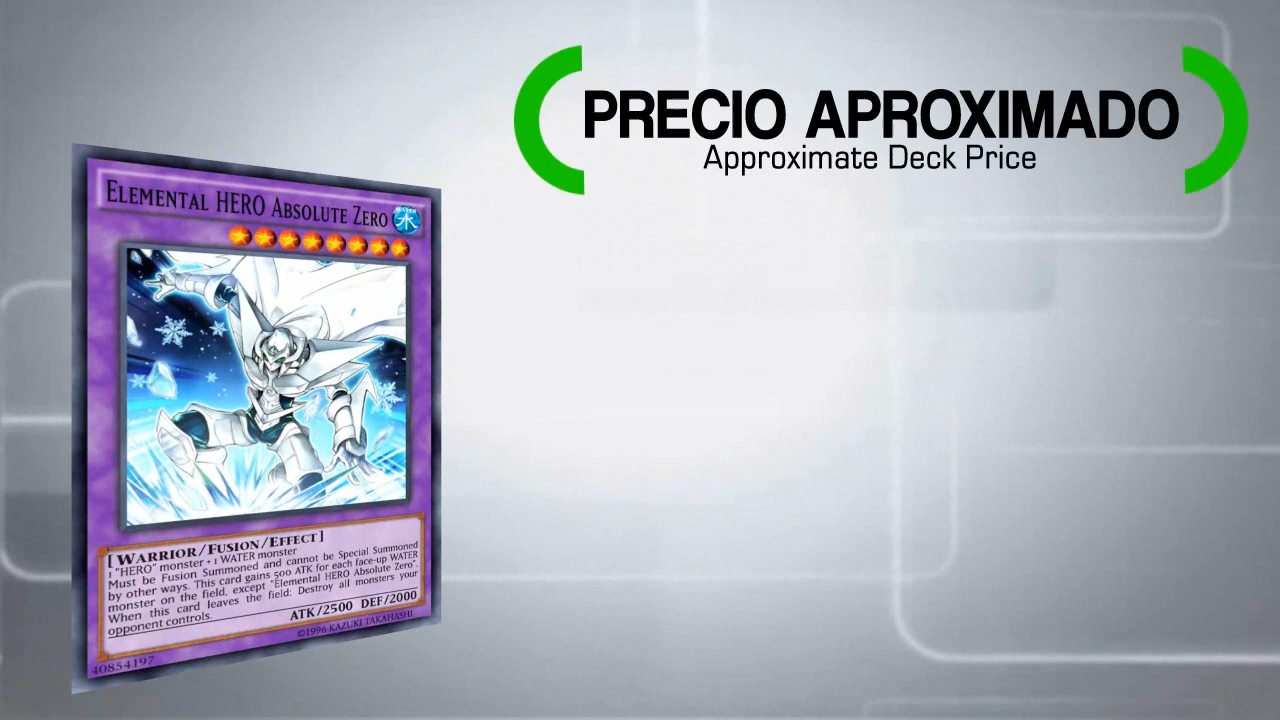 PRECIO APROXIMADO
Approximate Deck Price
ELEMENTAL HERO ABSOLUTE ZERO
WATER
水
[WARRIOR/FUSION/EFFECT]
1 "HERO" monster + 1 WATER monster
Must be Fusion Summoned and cannot be Special Summoned
by other ways. This card gains 500 ATK for each face-up WATER
monster on the field, except "Elemental HERO Absolute Zero".
When this card leaves the field: Destroy all monsters your
opponent controls.
ATK/2500 DEF/2000
40854197
©1996 KAZUKI TAKAHASHI